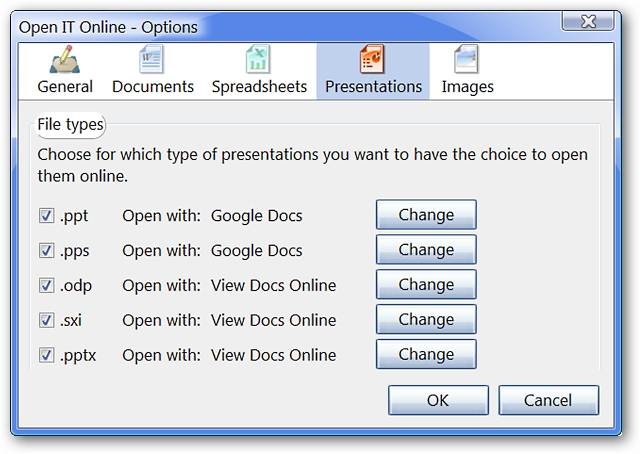 Open IT Online - Options
General Documents Spreadsheets Presentations Images
File types
Choose for which type of presentations you want to have the choice to open
them online.
.ppt Open with: Google Docs Change
.pps Open with: Google Docs Change
.odp Open with: View Docs Online Change
.sxi Open with: View Docs Online Change
.pptx Open with: View Docs Online Change
OK Cancel